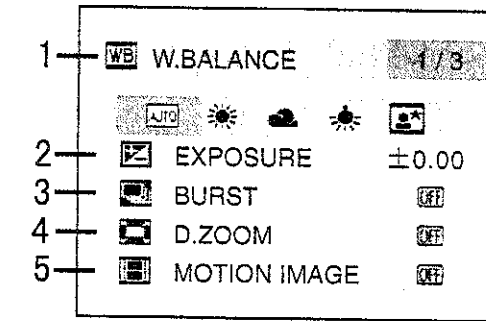 1 WB W.BALANCE 1/3
AUTO
2 EXPOSURE ±0.00
3 BURST OFF
4 D.ZOOM OFF
5 MOTION IMAGE OFF